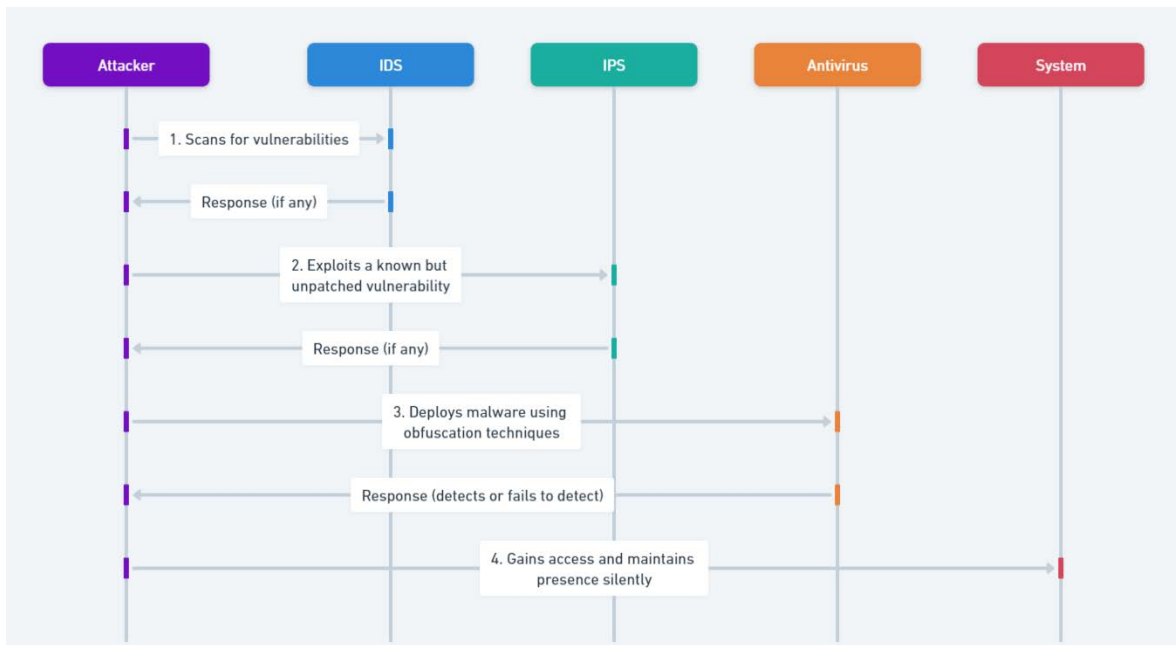 Attacker
IDS
IPS
Antivirus
System
1. Scans for vulnerabilities
Response (if any)
2. Exploits a known but
unpatched vulnerability
Response (if any)
3. Deploys malware using
obfuscation techniques
Response (detects or fails to detect)
4. Gains access and maintains
presence silently